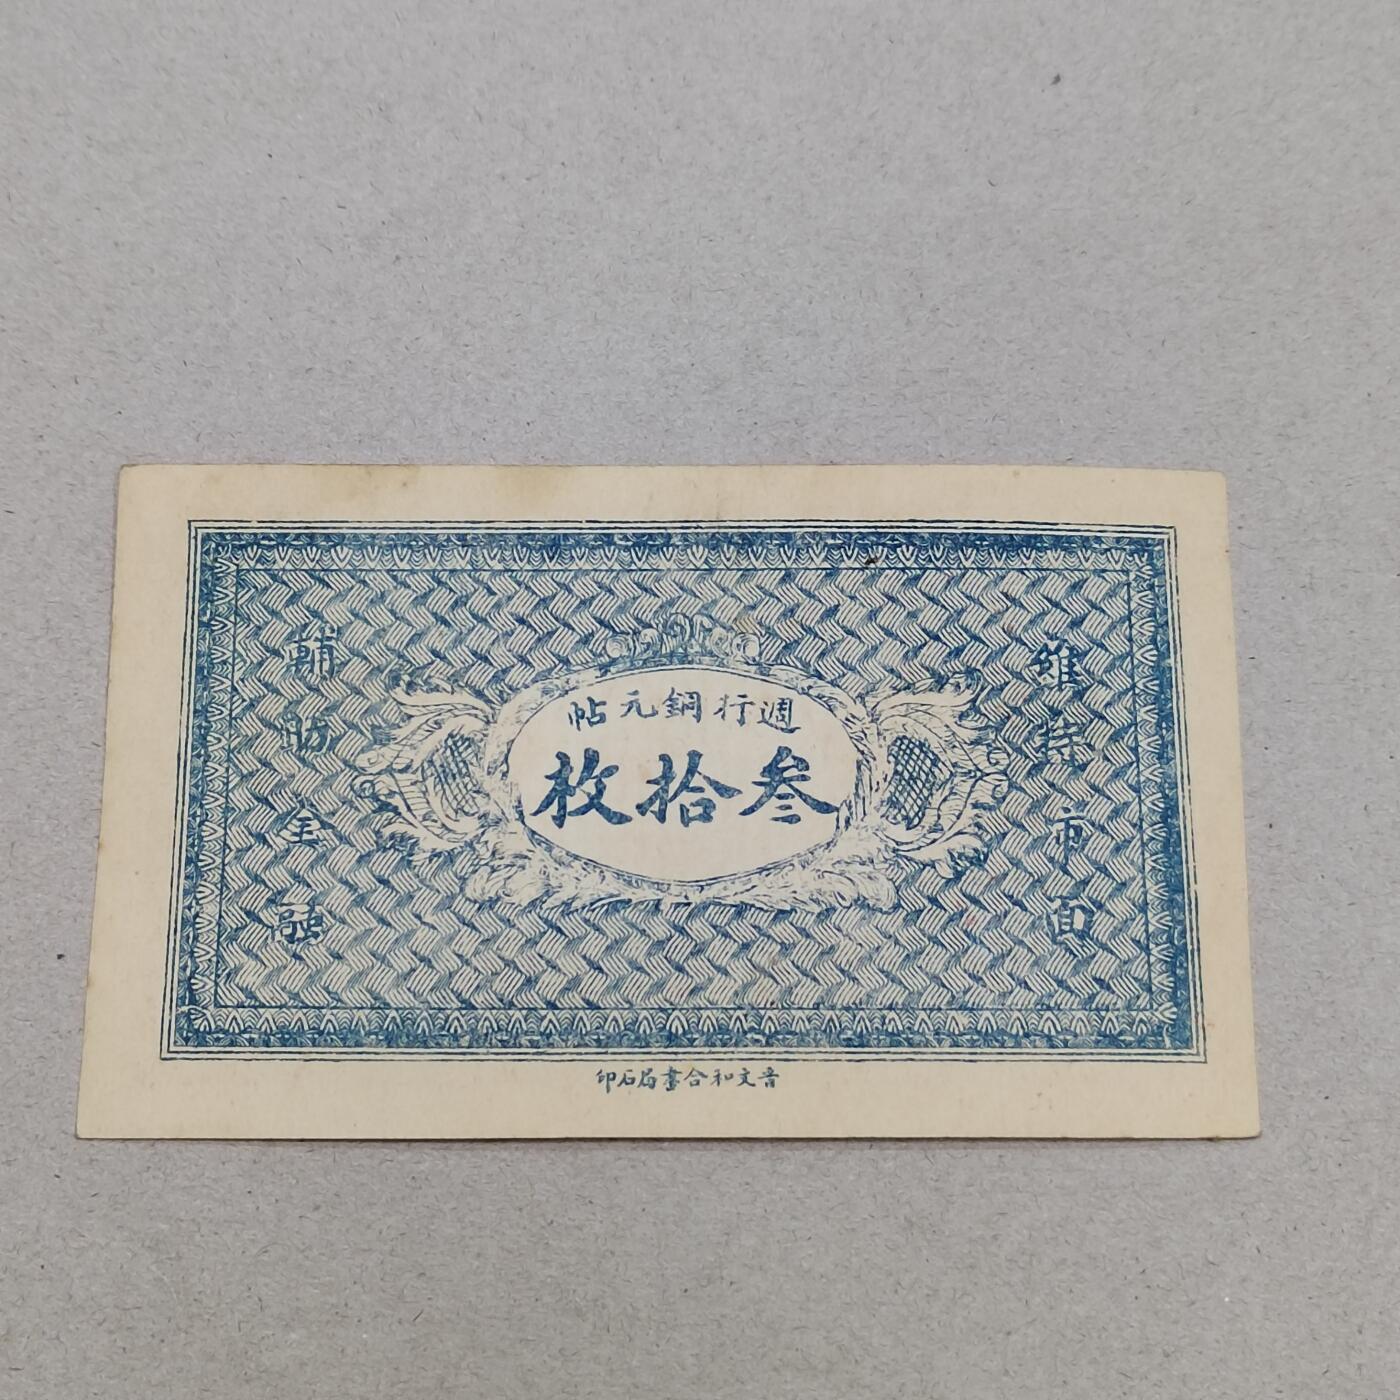 週行銅元帖
叁拾枚
維持市面
輔助金融
晋文和合書局石印